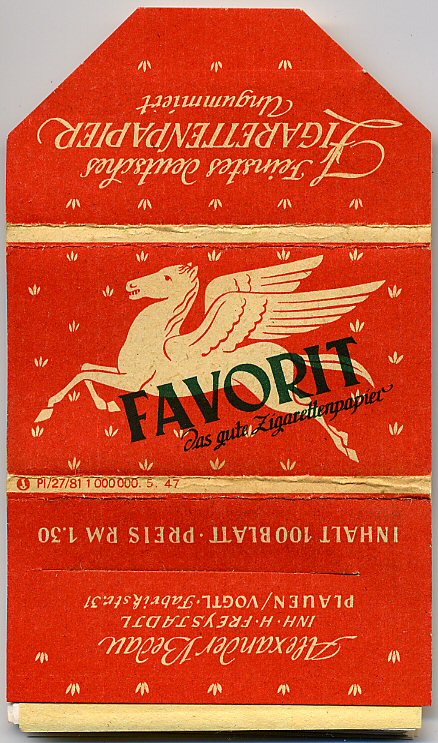 Feinstes deutsches
ZIGARETTENPAPIER
Ungummiert
FAVORIT
Das gute Zigarettenpapier
Pl/27/81 1 000 000. 5. 47
INHALT 100 BLATT · PREIS RM 1.30
Alexander Bedau
INH · H · FREYSTADTL
PLAUEN/VOGTL · Fabrikstr. 31